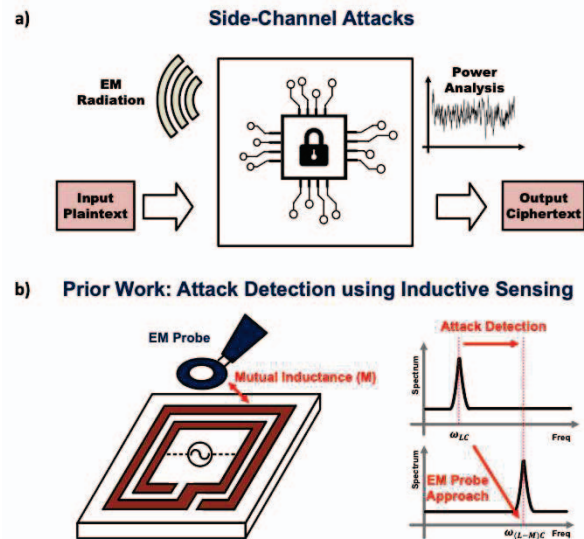 a)
Side-Channel Attacks
EM
Radiation
Power
Analysis
Input
Plaintext
Output
Ciphertext
b)
Prior Work: Attack Detection using Inductive Sensing
EM Probe
Mutual Inductance (M)
Attack Detection
Spectrum
ω_LC
Freq
Spectrum
EM Probe
Approach
ω_(L−M)C
Freq